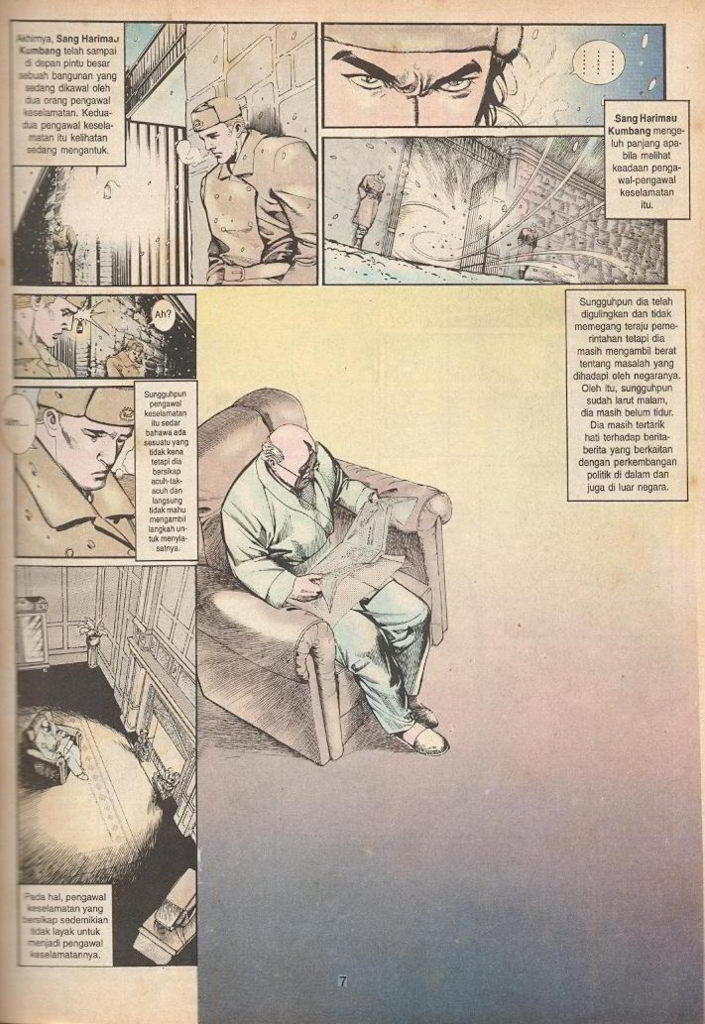 Akhirnya, Sang Harimau
Kumbang telah sampai
di depan pintu besar
sebuah bangunan yang
sedang dikawal oleh
dua orang pengawal
keselamatan. Kedua-
dua pengawal kesela-
matan itu kelihatan
sedang mengantuk.
Sang Harimau
Kumbang menge-
luh panjang apa-
bila melihat
keadaan penga-
wal-pengawal
keselamatan
itu.
Ah?
Sungguhpun
pengawal
keselamatan
itu sedar
bahawa ada
sesuatu yang
tidak kena
tetapi dia
bersikap
acuh-tak-
acuh dan
langsung
tidak mahu
mengambil
langkah un-
tuk menyia-
satnya.
Pada hal, pengawal
keselamatan yang
bersikap sedemikian
tidak layak untuk
menjadi pengawal
keselamatannya.
Sungguhpun dia telah
digulingkan dan tidak
memegang teraju peme-
rintahan tetapi dia
masih mengambil berat
tentang masalah yang
dihadapi oleh negaranya.
Oleh itu, sungguhpun
sudah larut malam,
dia masih belum tidur.
Dia masih tertarik
hati terhadap berita-
berita yang berkaitan
dengan perkembangan
politik di dalam dan
juga di luar negara.
7